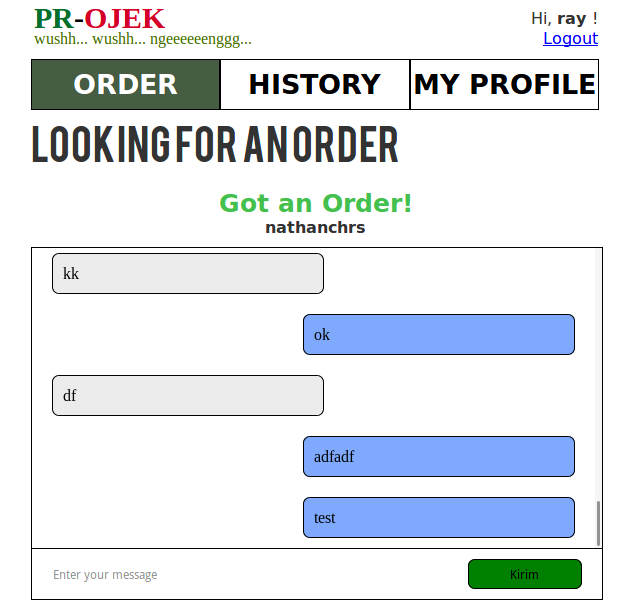 PR-OJEK
wushh... wushh... ngeeeeeenggg...
Hi, ray !
Logout
ORDER
HISTORY
MY PROFILE
LOOKING FOR AN ORDER
Got an Order!
nathanchrs
kk
ok
df
adfadf
test
Enter your message
Kirim